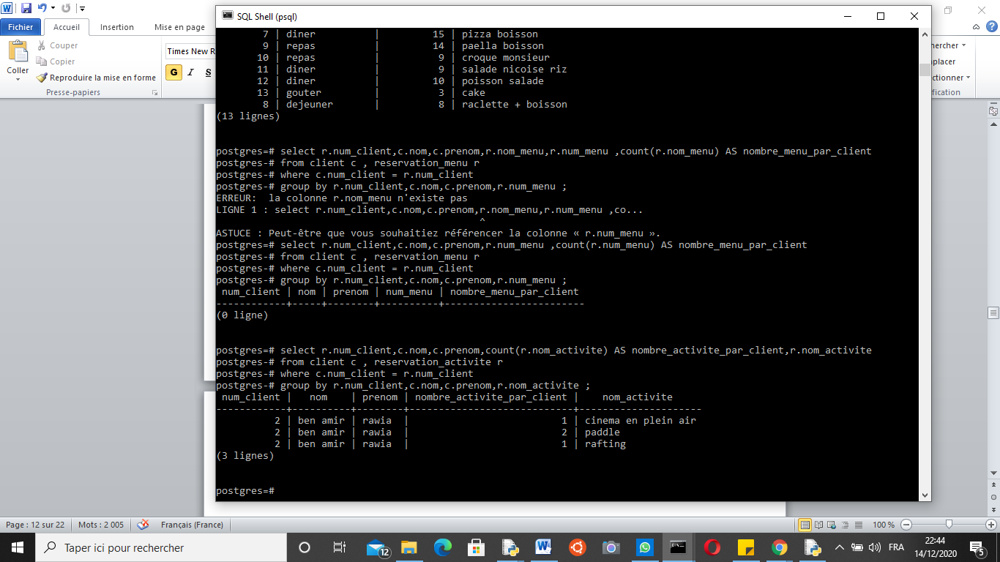 SQL Shell (psql)
Fichier Accueil Insertion Mise en page
Couper
Copier
Coller
Reproduire la mise en forme
Presse-papiers
Times New R
G I S
hercher
placer
ctionner
fication
7 | diner | 15 | pizza boisson
9 | repas | 14 | paella boisson
10 | repas | 9 | croque monsieur
11 | diner | 9 | salade nicoise riz
12 | diner | 10 | poisson salade
13 | gouter | 3 | cake
8 | dejeuner | 8 | raclette + boisson
(13 lignes)
postgres=# select r.num_client,c.nom,c.prenom,r.nom_menu,r.num_menu ,count(r.nom_menu) AS nombre_menu_par_client
postgres-# from client c , reservation_menu r
postgres-# where c.num_client = r.num_client
postgres-# group by r.num_client,c.nom,c.prenom,r.num_menu ;
ERREUR:  la colonne r.nom_menu n'existe pas
LIGNE 1 : select r.num_client,c.nom,c.prenom,r.nom_menu,r.num_menu ,co...
^
ASTUCE : Peut-être que vous souhaitiez référencer la colonne « r.num_menu ».
postgres=# select r.num_client,c.nom,c.prenom,r.num_menu ,count(r.num_menu) AS nombre_menu_par_client
postgres-# from client c , reservation_menu r
postgres-# where c.num_client = r.num_client
postgres-# group by r.num_client,c.nom,c.prenom,r.num_menu ;
num_client | nom | prenom | num_menu | nombre_menu_par_client
------------+-----+--------+----------+------------------------
(0 ligne)
postgres=# select r.num_client,c.nom,c.prenom,count(r.nom_activite) AS nombre_activite_par_client,r.nom_activite
postgres-# from client c , reservation_activite r
postgres-# where c.num_client = r.num_client
postgres-# group by r.num_client,c.nom,c.prenom,r.nom_activite ;
num_client | nom | prenom | nombre_activite_par_client | nom_activite
------------+----------+--------+----------------------------+---------------------
2 | ben amir | rawia | 1 | cinema en plein air
2 | ben amir | rawia | 2 | paddle
2 | ben amir | rawia | 1 | rafting
(3 lignes)
postgres=#
Page : 12 sur 22 Mots : 2 005 Français (France) 100 %
Taper ici pour rechercher 12 FRA 22:44
14/12/2020 5